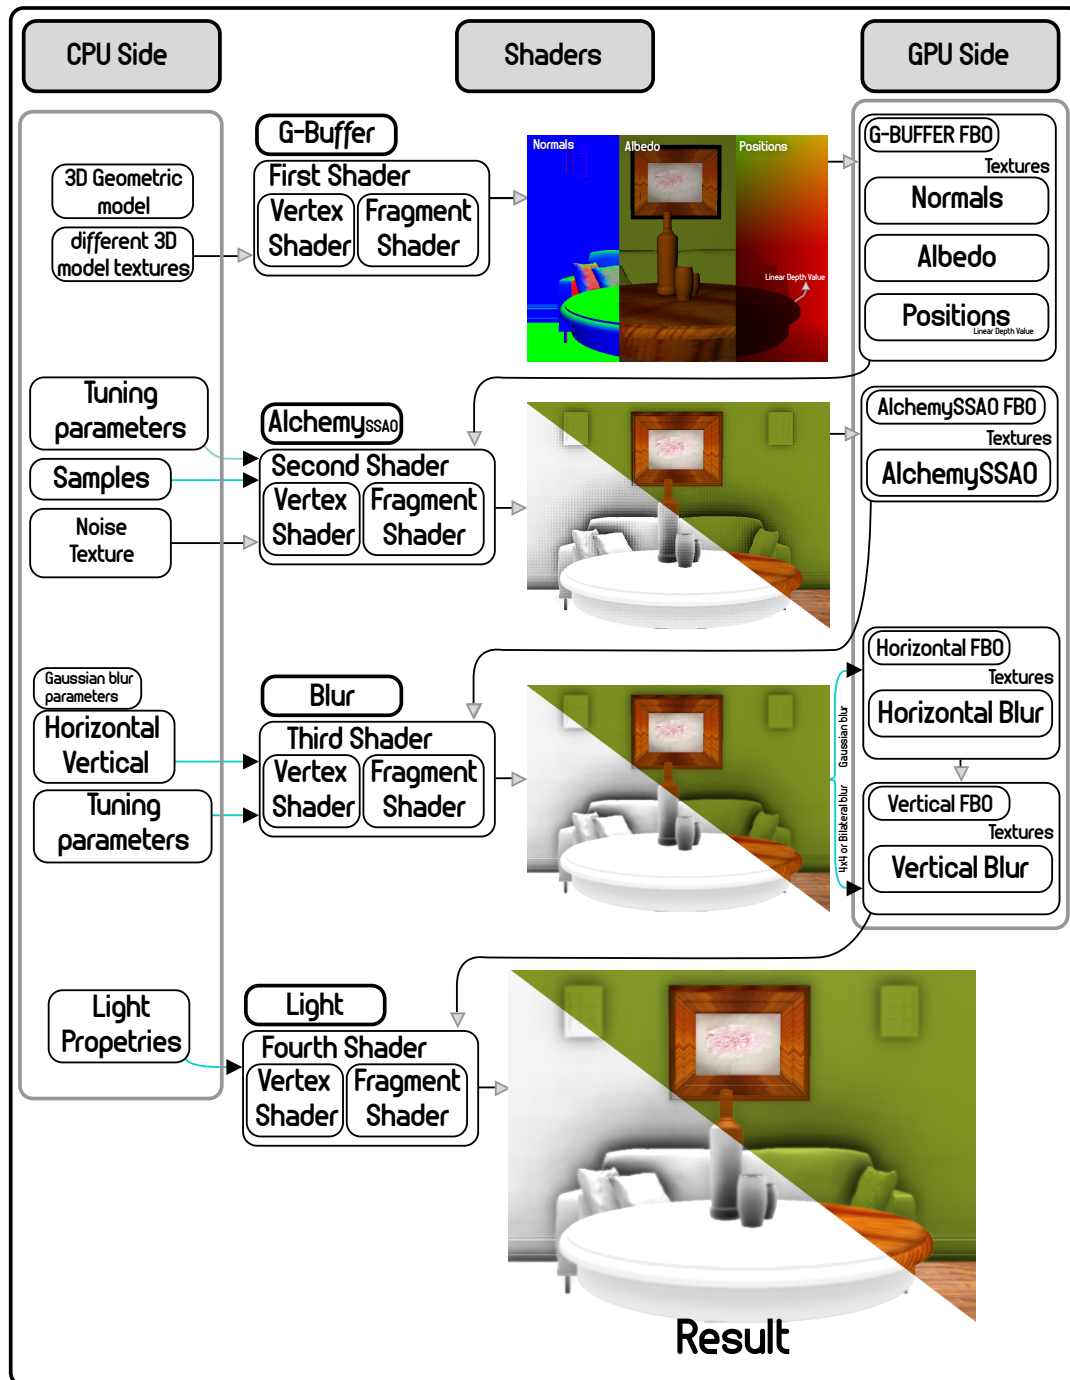 CPU Side
Shaders
GPU Side
G-Buffer
First Shader
Vertex
Shader
Fragment
Shader
3D Geometric
model
different 3D
model textures
Normals
Albedo
Positions
Linear Depth Value
G-BUFFER FBO
Textures
Normals
Albedo
Positions
Linear Depth Value
Tuning
parameters
Samples
Noise
Texture
AlchemySSAO
Second Shader
Vertex
Shader
Fragment
Shader
AlchemySSAO FBO
Textures
AlchemySSAO
Gaussian blur
parameters
Horizontal
Vertical
Tuning
parameters
Blur
Third Shader
Vertex
Shader
Fragment
Shader
Gaussian blur
4x4 or Bilateral blur
Horizontal FBO
Textures
Horizontal Blur
Vertical FBO
Textures
Vertical Blur
Light
Propetries
Light
Fourth Shader
Vertex
Shader
Fragment
Shader
Result